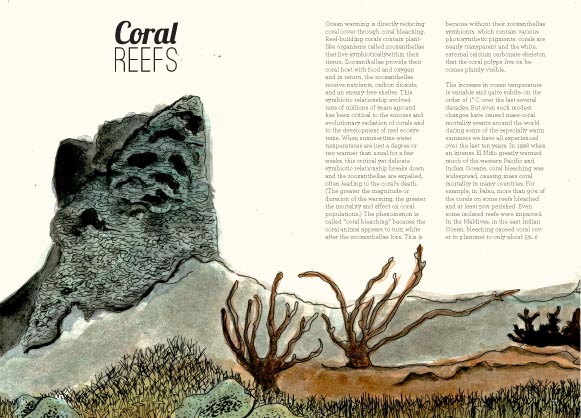 Coral
REEFS
Ocean warming is directly reducing
coral cover through coral bleaching.
Reef-building corals contain plant-
like organisms called zooxanthellae
that live symbiotically within their
tissue. Zooxanthellae provide their
coral host with food and oxygen
and in return, the zooxanthellae
receive nutrients, carbon dioxide,
and an enemy-free shelter. This
symbiotic relationship evolved
tens of millions of years ago and
has been critical to the success and
evolutionary radiation of corals and
to the development of reef ecosys-
tems. When summertime water
temperatures are just a degree or
two warmer than usual for a few
weeks, this critical yet delicate
symbiotic relationship breaks down
and the zooxanthellae are expelled,
often leading to the coral's death.
(The greater the magnitude or
duration of the warming, the greater
the mortality and effect on coral
populations.) The phenomenon is
called "coral bleaching" because the
coral animal appears to turn white
after the zooxanthellae loss. This is
because without their zooxanthellae
symbionts, which contain various
photosynthetic pigments, corals are
nearly transparent and the white,
external calcium carbonate skeleton
that the coral polyps live on be-
comes plainly visible.
The increase in ocean temperature
is variable and quite subtle: on the
order of 1° C over the last several
decades. But even such modest
changes have caused mass-coral
mortality events around the world
during some of the especially warm
summers we have all experienced
over the last ten years. In 1998 when
an intense El Niño greatly warmed
much of the western Pacific and
Indian Oceans, coral bleaching was
widespread, causing mass coral
mortality in many countries. For
example, in Palau, more than 90% of
the corals on some reefs bleached
and at least 50% perished. Even
some isolated reefs were impacted.
In the Maldives, in the east Indian
Ocean, bleaching caused coral cov-
er to plummet to only about 5%, a